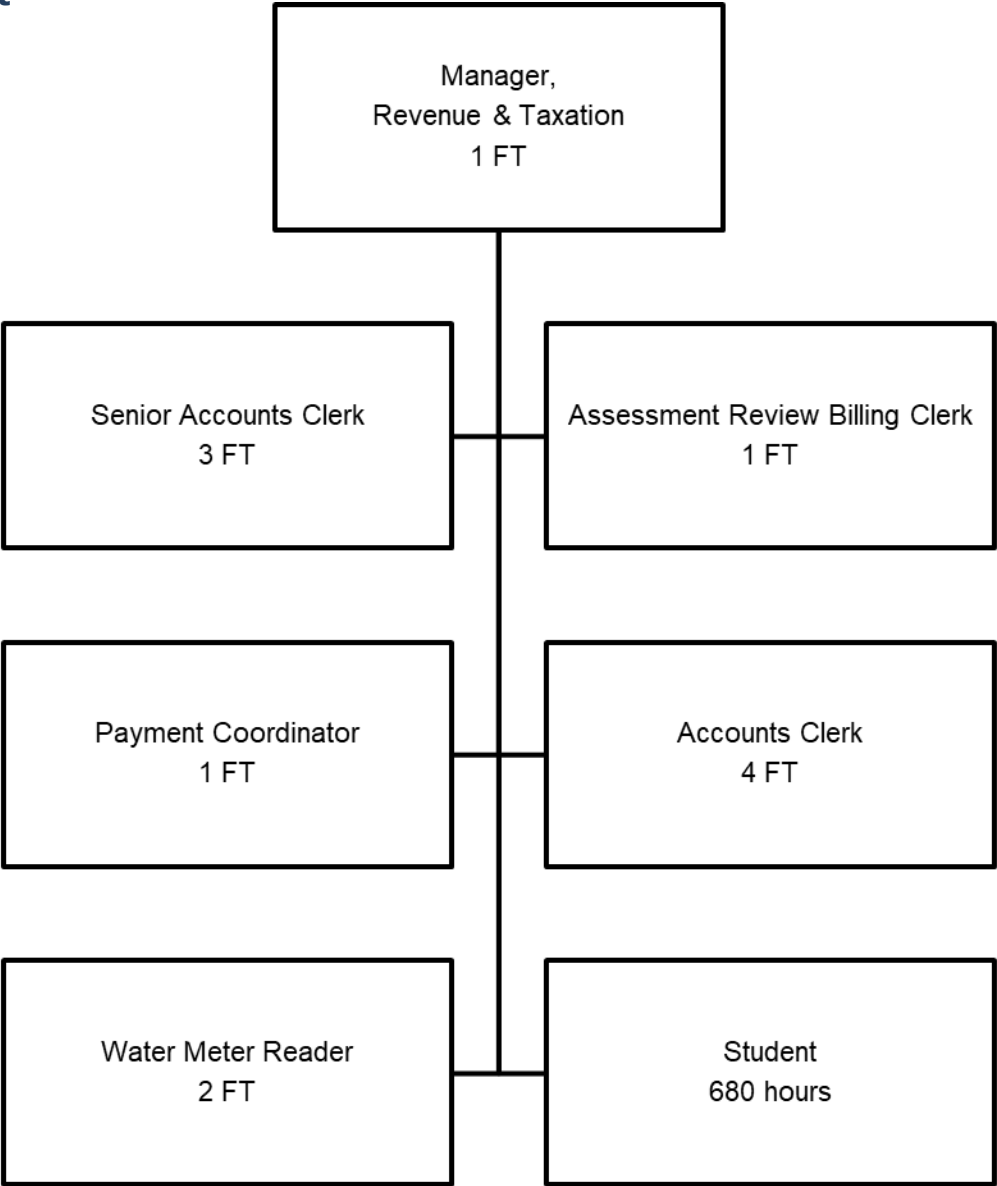 Manager,
Revenue & Taxation
1 FT
Senior Accounts Clerk
3 FT
Assessment Review Billing Clerk
1 FT
Payment Coordinator
1 FT
Accounts Clerk
4 FT
Water Meter Reader
2 FT
Student
680 hours